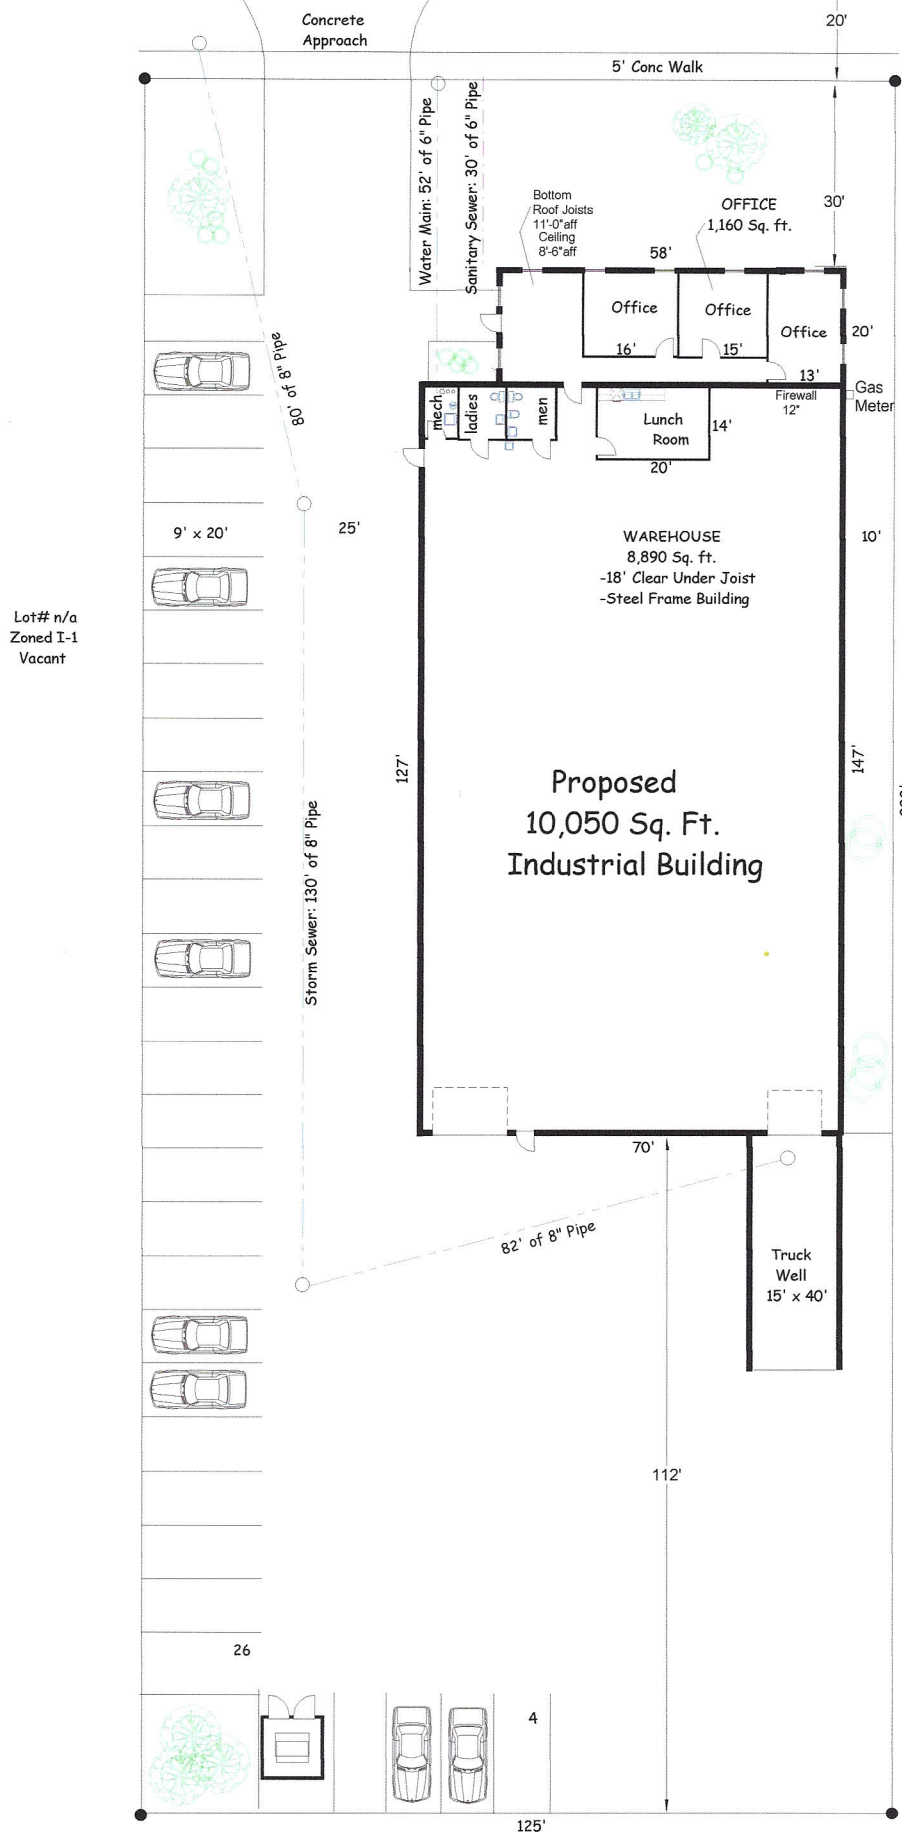 Concrete
Approach
20'
5' Conc Walk
Water Main: 52' of 6" Pipe
Sanitary Sewer: 30' of 6" Pipe
30'
Bottom
Roof Joists
11'-0"aff
Ceiling
8'-6"aff
OFFICE
1,160 Sq. ft.
58'
Office
Office
Office
20'
16'
15'
13'
80' of 8" Pipe
mech
ladies
men
Firewall
12"
Gas
Meter
Lunch
Room
14'
20'
9' x 20'
25'
WAREHOUSE
8,890 Sq. ft.
-18' Clear Under Joist
-Steel Frame Building
10'
Lot# n/a
Zoned I-1
Vacant
127'
147'
Proposed
10,050 Sq. Ft.
Industrial Building
Storm Sewer: 130' of 8" Pipe
70'
82' of 8" Pipe
Truck
Well
15' x 40'
112'
26
4
125'